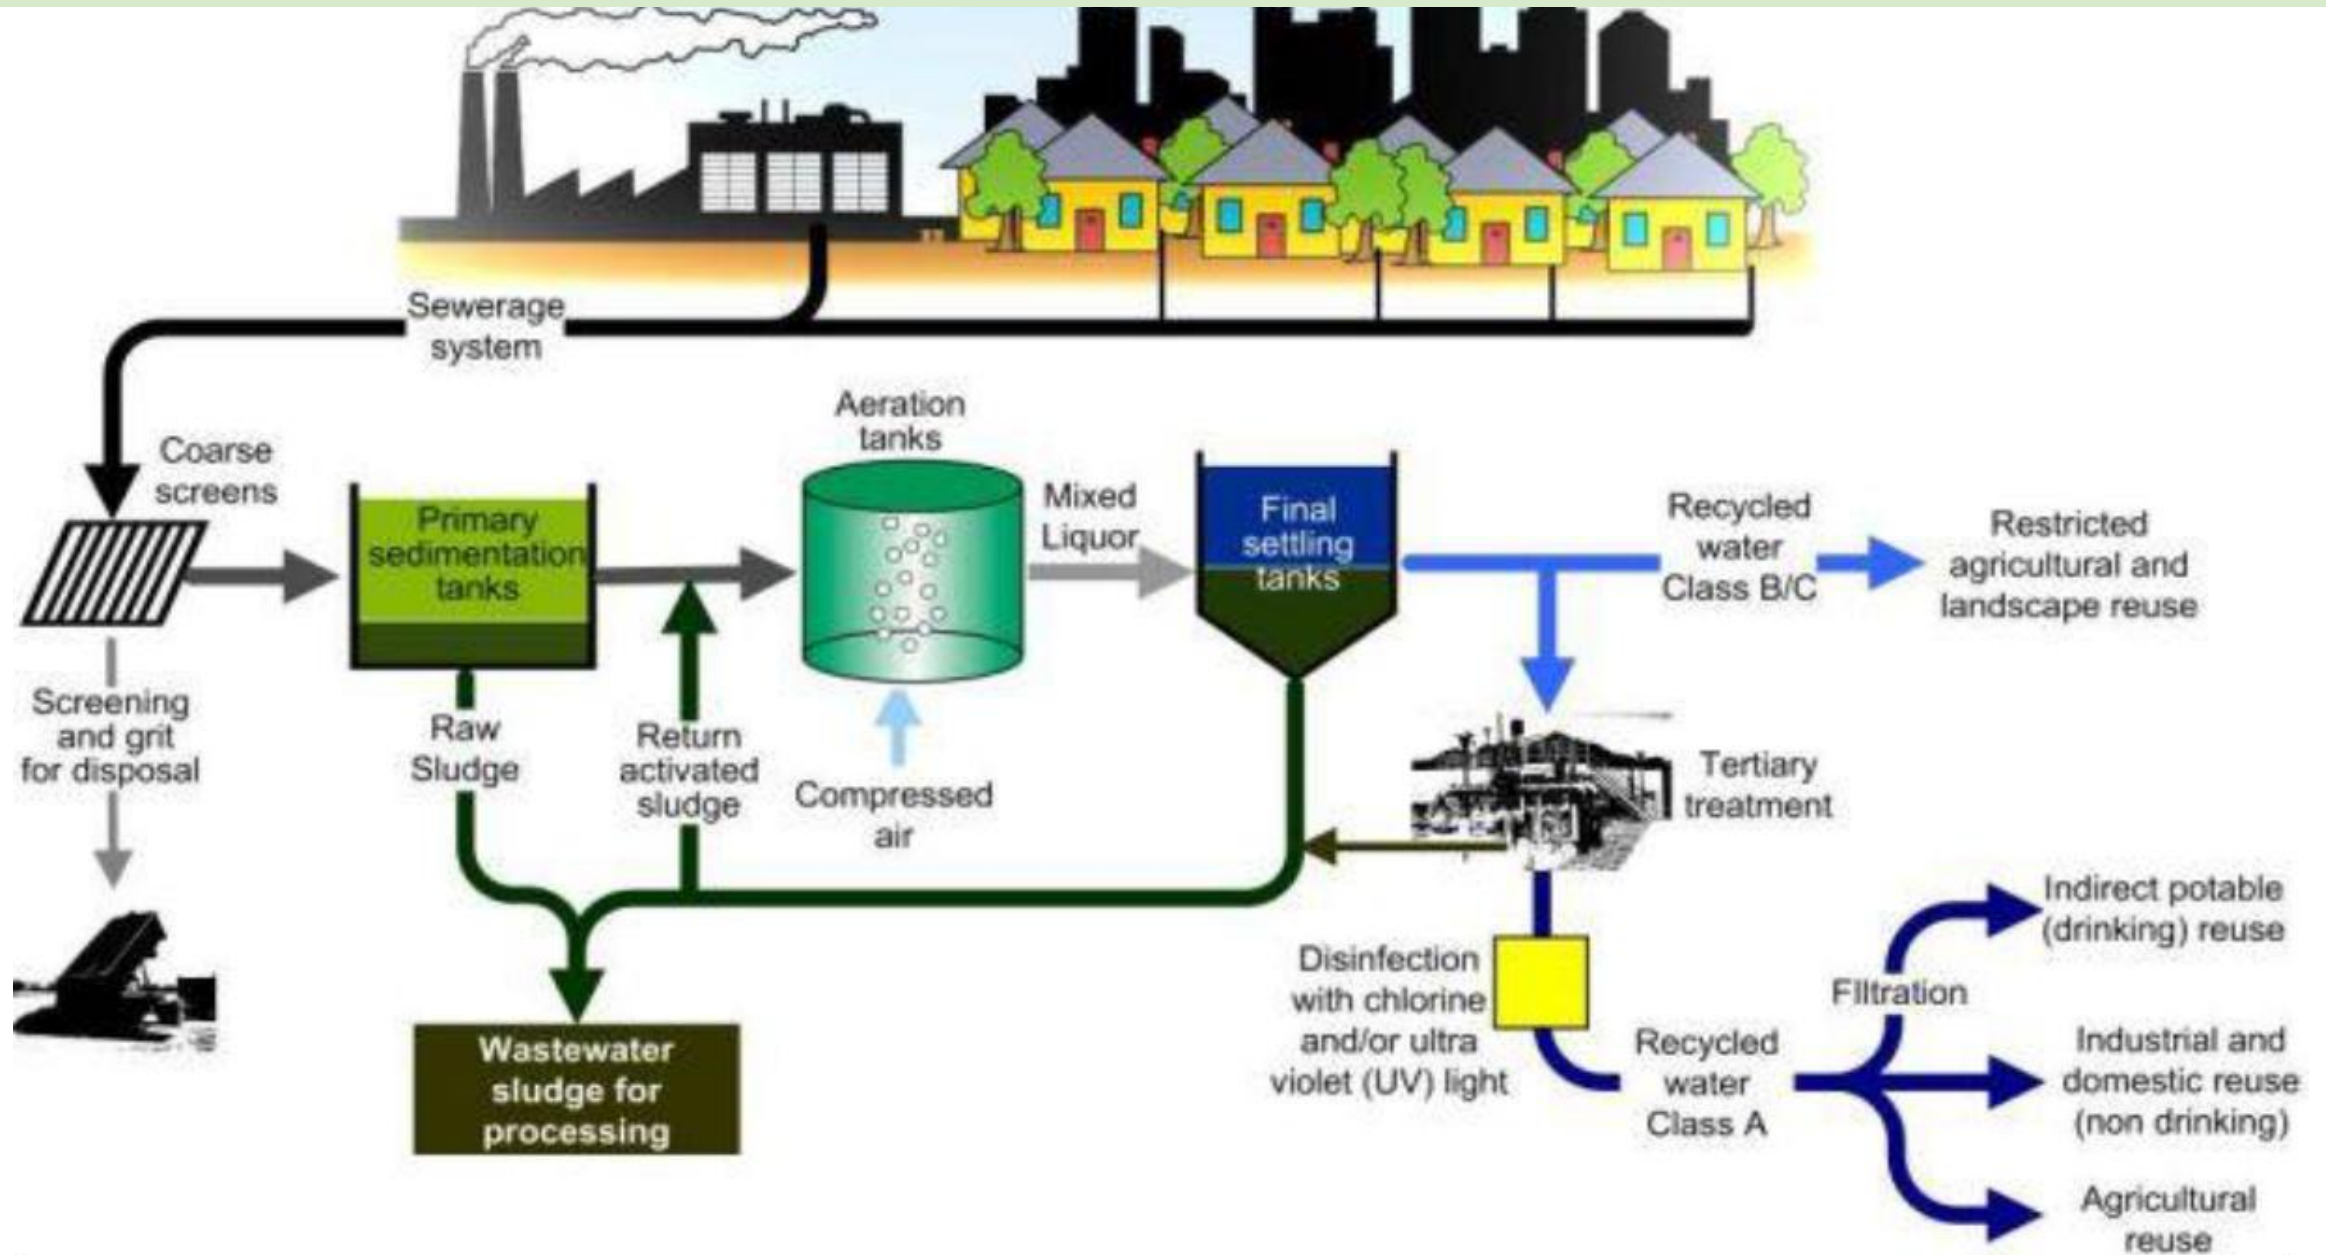 Sewerage
system
Coarse
screens
Screening
and grit
for disposal
Primary
sedimentation
tanks
Raw
Sludge
Return
activated
sludge
Aeration
tanks
Compressed
air
Mixed
Liquor
Final
settling
tanks
Recycled
water
Class B/C
Restricted
agricultural and
landscape reuse
Tertiary
treatment
Wastewater
sludge for
processing
Disinfection
with chlorine
and/or ultra
violet (UV) light
Recycled
water
Class A
FIltration
Indirect potable
(drinking) reuse
Industrial and
domestic reuse
(non drinking)
Agricultural
reuse